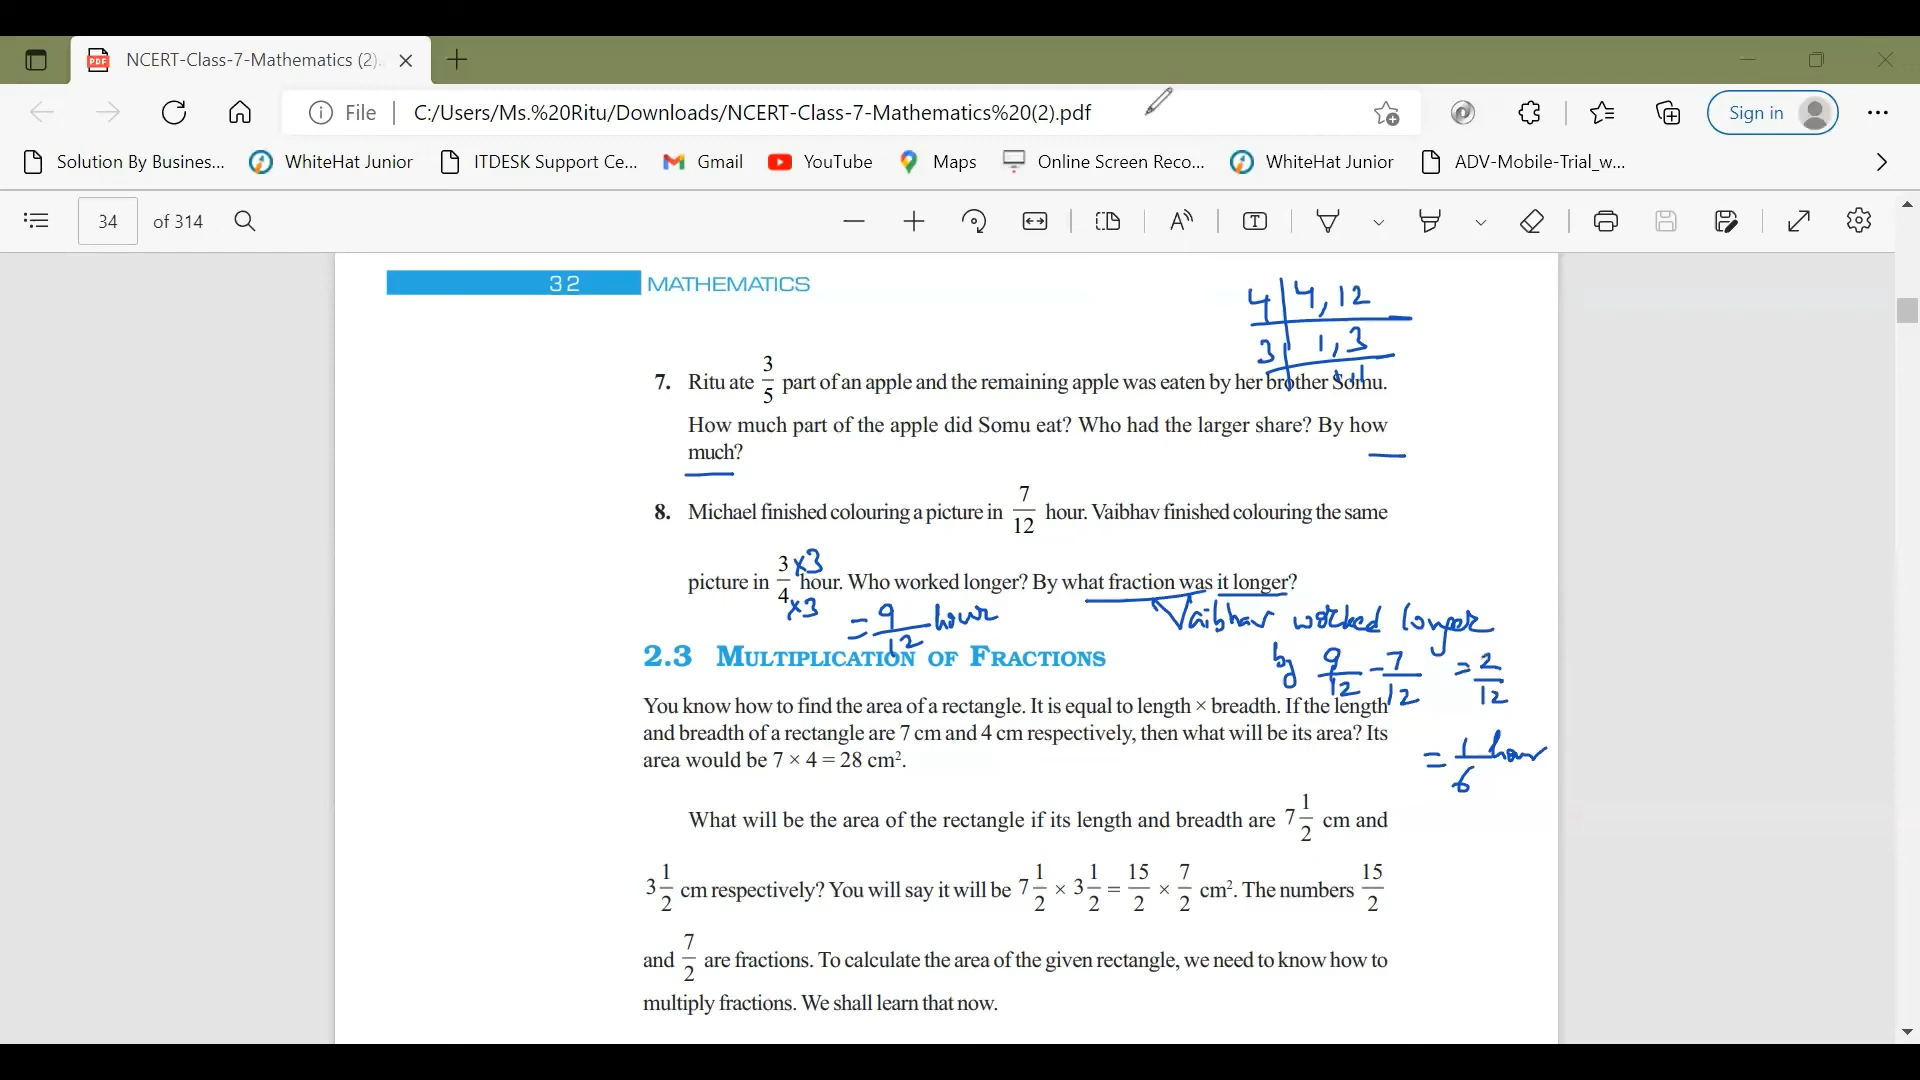 NCERT-Class-7-Mathematics (2).
File C:/Users/Ms.%20Ritu/Downloads/NCERT-Class-7-Mathematics%20(2).pdf Sign in
Solution By Busines... WhiteHat Junior ITDESK Support Ce... Gmail YouTube Maps Online Screen Reco... WhiteHat Junior ADV-Mobile-Trial_w...
34 of 314
32 MATHEMATICS
4 | 4, 12
3 | 1, 3
1, 1
7. Ritu ate 3/5 part of an apple and the remaining apple was eaten by her brother Somu.
How much part of the apple did Somu eat? Who had the larger share? By how
much?
8. Michael finished colouring a picture in 7/12 hour. Vaibhav finished colouring the same
picture in 3/4 hour. Who worked longer? By what fraction was it longer?
×3
×3
= 9/12 hour
Vaibhav worked longer
by 9/12 - 7/12 = 2/12
= 1/6 hour
2.3 MULTIPLICATION OF FRACTIONS
You know how to find the area of a rectangle. It is equal to length × breadth. If the length
and breadth of a rectangle are 7 cm and 4 cm respectively, then what will be its area? Its
area would be 7 × 4 = 28 cm².
What will be the area of the rectangle if its length and breadth are 7 1/2 cm and
3 1/2 cm respectively? You will say it will be 7 1/2 × 3 1/2 = 15/2 × 7/2 cm². The numbers 15/2
and 7/2 are fractions. To calculate the area of the given rectangle, we need to know how to
multiply fractions. We shall learn that now.